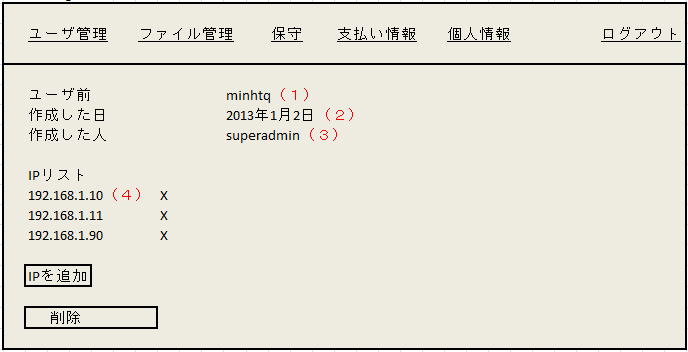 ユーザ管理 ファイル管理 保守 支払い情報 個人情報 ログアウト
ユーザ前 minhtq（１）
作成した日 2013年1月2日（２）
作成した人 superadmin（３）
IPリスト
192.168.1.10（４） X
192.168.1.11 X
192.168.1.90 X
IPを追加
削除